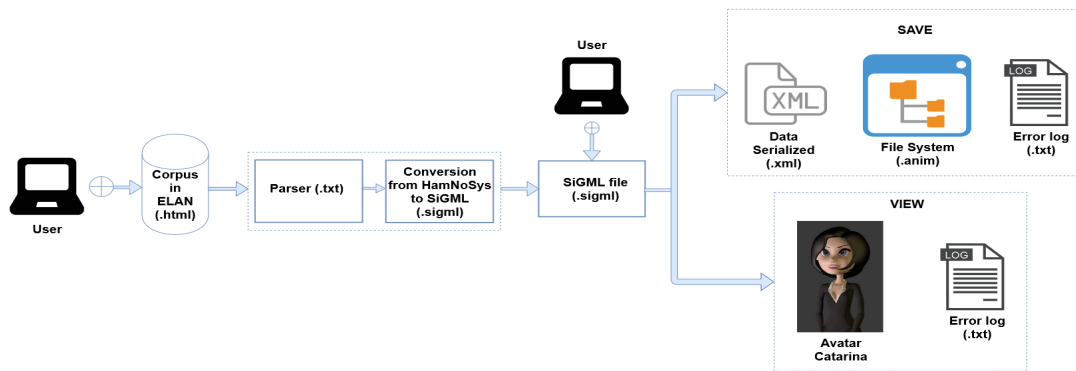 User
Corpus
in
ELAN
(.html)
Parser (.txt)
Conversion
from HamNoSys
to SiGML
(.sigml)
User
SiGML file
(.sigml)
SAVE
XML
Data
Serialized
(.xml)
File System
(.anim)
LOG
Error log
(.txt)
VIEW
Avatar
Catarina
LOG
Error log
(.txt)